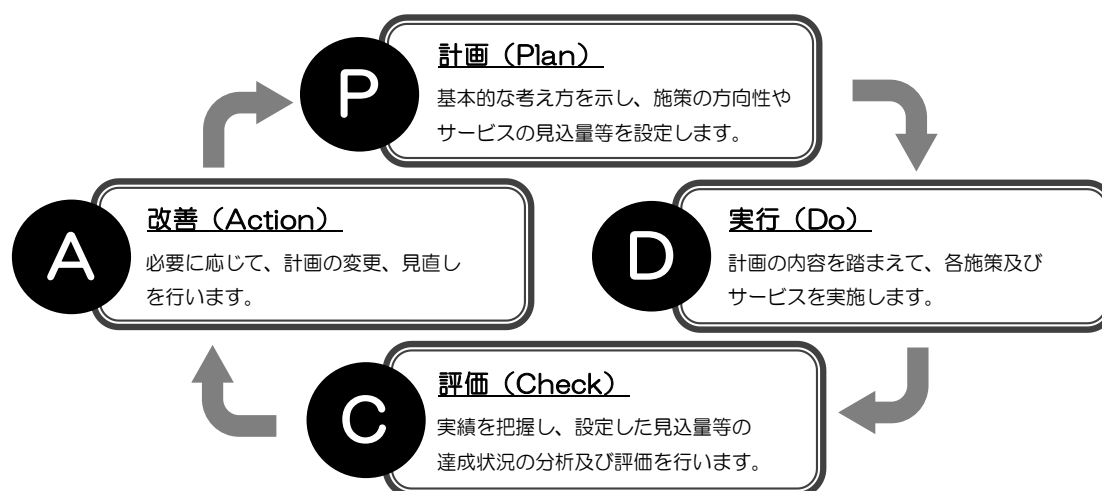 P
計画（Plan）
基本的な考え方を示し、施策の方向性や
サービスの見込量等を設定します。
A
改善（Action）
必要に応じて、計画の変更、見直し
を行います。
D
実行（Do）
計画の内容を踏まえて、各施策及び
サービスを実施します。
C
評価（Check）
実績を把握し、設定した見込量等の
達成状況の分析及び評価を行います。